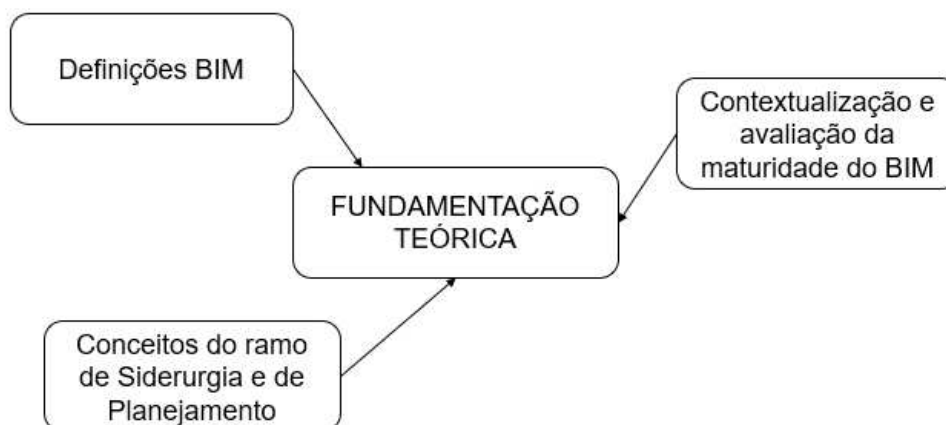 Definições BIM
Contextualização e
avaliação da
maturidade do BIM
FUNDAMENTAÇÃO
TEÓRICA
Conceitos do ramo
de Siderurgia e de
Planejamento